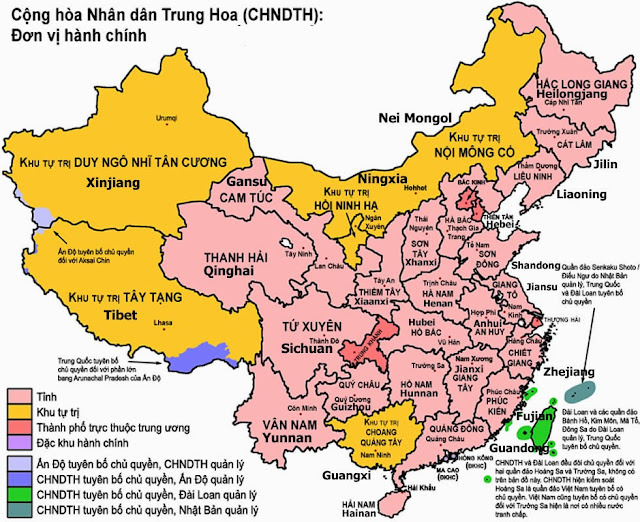 Cộng hòa Nhân dân Trung Hoa (CHNDTH):
Đơn vị hành chính
HẮC LONG GIANG
Heilongjang
Cáp Nhĩ Tân
Nei Mongol
KHU TỰ TRỊ
NỘI MÔNG CỔ
Trường Xuân
CÁT LÂM
Jilin
Thẩm Dương
LIÊU NINH
Liaoning
Urumqi
KHU TỰ TRỊ DUY NGÔ NHĨ TÂN CƯƠNG
Xinjiang
Gansu
CAM TÚC
Ningxia
KHU TỰ TRỊ
HỒI NINH HẠ
Ngân
Xuyên
Hohhot
BẮC KINH
THIÊN TÂN
HÀ BẮC
Hebei
Thạch Gia
Trang
Thái
Nguyên
SƠN
TÂY
Shanxi
Tế Nam
SƠN
ĐÔNG
Shandong
Ấn Độ tuyên bố chủ quyền
đối với Aksai Chin
THANH HẢI
Qinghai
Tây Ninh
Lan Châu
KHU TỰ TRỊ TÂY TẠNG
Tibet
Lhasa
Tây An
THIỂM TÂY
Xiaanxi
Trịnh Châu
HÀ NAM
Henan
GIANG
TÔ
Jiansu
Nam
Kinh
Hợp Phì
Anhui
AN HUY
THƯỢNG HẢI
Quần đảo Senkaku Shoto /
Điếu Ngư do Nhật Bản
quản lý, Trung Quốc
và Đài Loan tuyên bố
chủ quyền.
TỨ XUYÊN
Thành Đô
Sichuan
TRÙNG KHÁNH
Hubei
HỒ BẮC
Vũ Hán
Hàng Châu
CHIẾT
GIANG
Zhejiang
Trung Quốc tuyên bố
chủ quyền đối với phần lớn
bang Arunachal Pradesh của Ấn Độ
Trường Sa
HỒ NAM
Hunnan
Nam Xương
Jianxi
GIANG
TÂY
Phúc Châu
PHÚC
KIẾN
Fujian
QUÝ CHÂU
Quý Dương
Guizhou
Côn Minh
VÂN NAM
Yunnan
KHU TỰ TRỊ
CHOANG
QUẢNG TÂY
Nam Ninh
Guangxi
QUẢNG ĐÔNG
Quảng Châu
Guandong
HỒNG KÔNG
(ĐKHC)
MA CAO
(ĐKHC)
Hải Khẩu
HẢI NAM
Hainan
Đài Loan và các quần đảo
Bành Hồ, Kim Môn, Mã Tổ,
Đông Sa do Đài Loan
quản lý, Trung Quốc
tuyên bố chủ quyền.
CHNDTH và Đài Loan đều đòi chủ quyền đối với
hai quần đảo Hoàng Sa và Trường Sa, không có
trên bản đồ này. CHNDTH hiện kiểm soát
Hoàng Sa là quần đảo Việt Nam tuyên bố có
chủ quyền. Việt Nam cũng tuyên bố có chủ quyền
đối với Trường Sa hiện là nơi có nhiều nước
tranh chấp.
Tỉnh
Khu tự trị
Thành phố trực thuộc trung ương
Đặc khu hành chính
Ấn Độ tuyên bố chủ quyền, CHNDTH quản lý
CHNDTH tuyên bố chủ quyền, Ấn Độ quản lý
CHNDTH tuyên bố chủ quyền, Đài Loan quản lý
CHNDTH tuyên bố chủ quyền, Nhật Bản quản lý